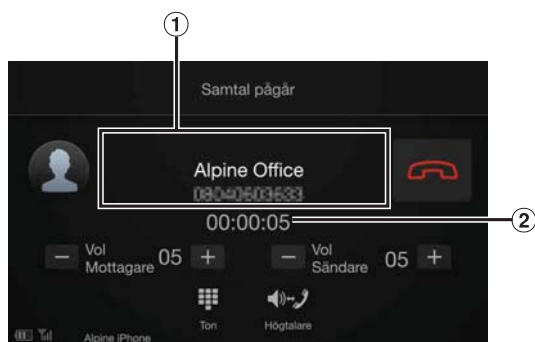 ①
Samtal pågår
Alpine Office
08040603633
00:00:05
②
Vol Mottagare 05
Vol Sändare 05
Ton
Högtalare
Alpine iPhone